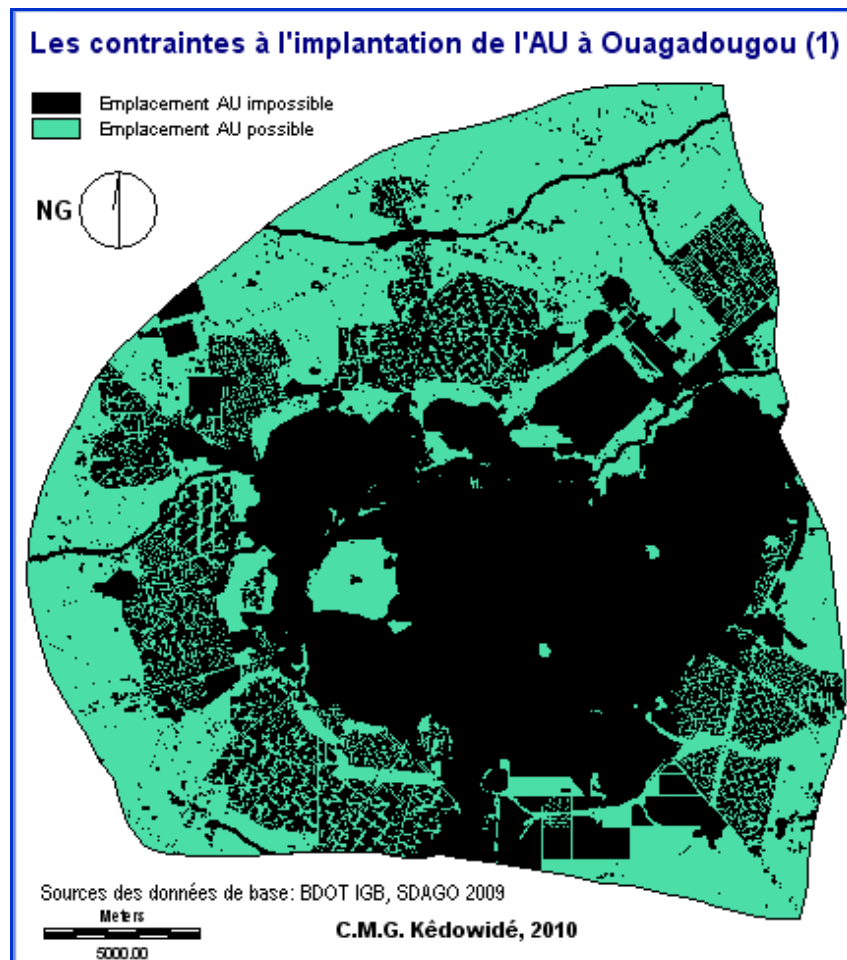 Les contraintes à l'implantation de l'AU à Ouagadougou (1)
Emplacement AU impossible
Emplacement AU possible
NG
Sources des données de base: BDOT IGB, SDAGO 2009
Meters
5000.00
C.M.G. Kêdowidé, 2010